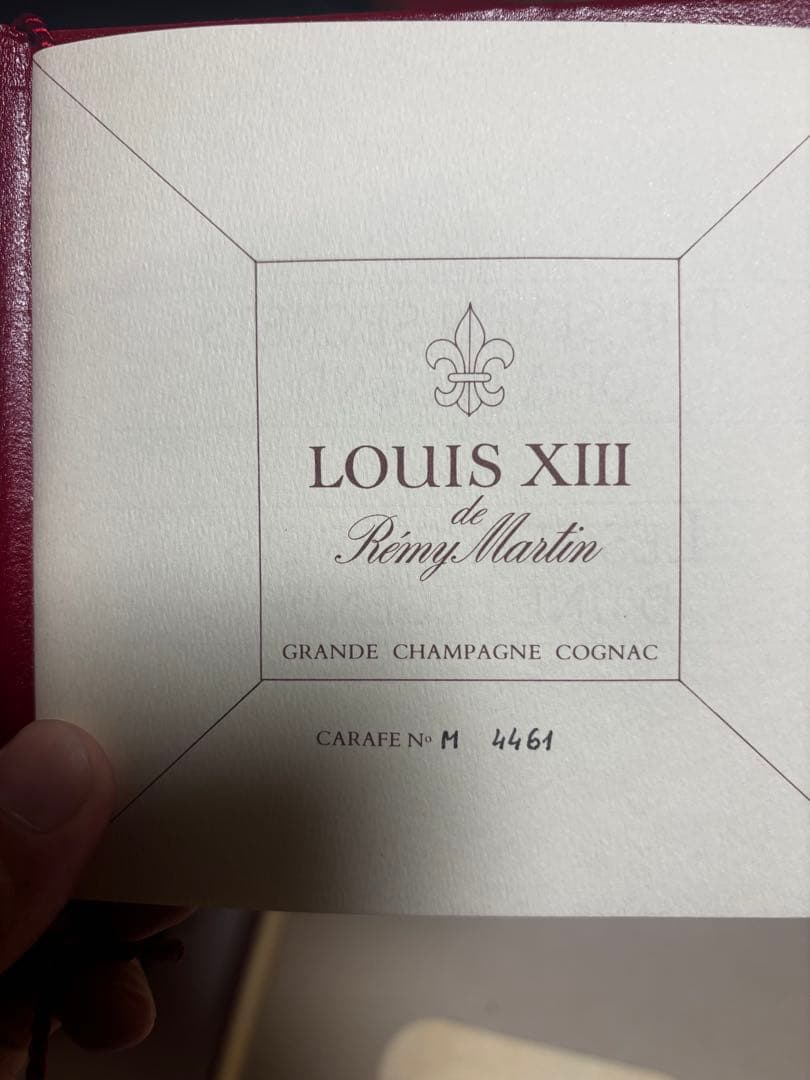 LOUIS XIII
de
Rémy Martin
GRANDE CHAMPAGNE COGNAC
CARAFE Nº M 4461